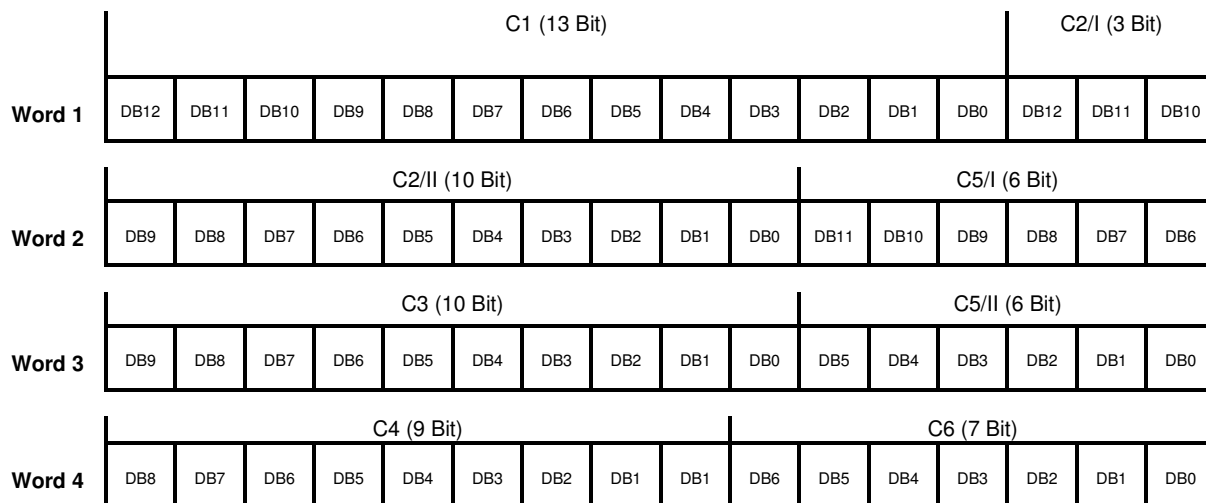 C1 (13 Bit) C2/I (3 Bit)
Word 1 DB12 DB11 DB10 DB9 DB8 DB7 DB6 DB5 DB4 DB3 DB2 DB1 DB0 DB12 DB11 DB10
C2/II (10 Bit) C5/I (6 Bit)
Word 2 DB9 DB8 DB7 DB6 DB5 DB4 DB3 DB2 DB1 DB0 DB11 DB10 DB9 DB8 DB7 DB6
C3 (10 Bit) C5/II (6 Bit)
Word 3 DB9 DB8 DB7 DB6 DB5 DB4 DB3 DB2 DB1 DB0 DB5 DB4 DB3 DB2 DB1 DB0
C4 (9 Bit) C6 (7 Bit)
Word 4 DB8 DB7 DB6 DB5 DB4 DB3 DB2 DB1 DB1 DB6 DB5 DB4 DB3 DB2 DB1 DB0